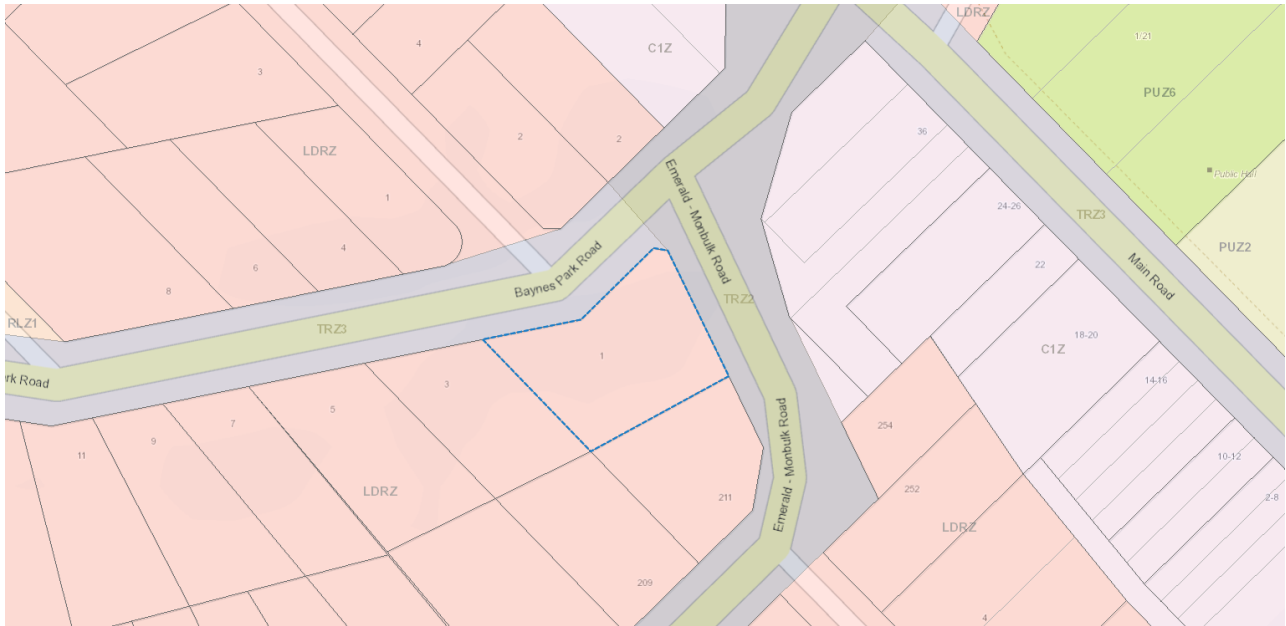 LDRZ
4
C1Z
1/21
3
PUZ6
2
2
36
LDRZ
Public Hall
1
24-26
TRZ3
4
Emerald - Monbulk Road
PUZ2
6
22
Main Road
8
Baynes Park Road
TRZ2
RLZ1
TRZ3
18-20
C1Z
1
ark Road
3
14-16
5
7
254
Emerald - Monbulk Road
9
11
10-12
LDRZ
252
211
2-8
LDRZ
209
4